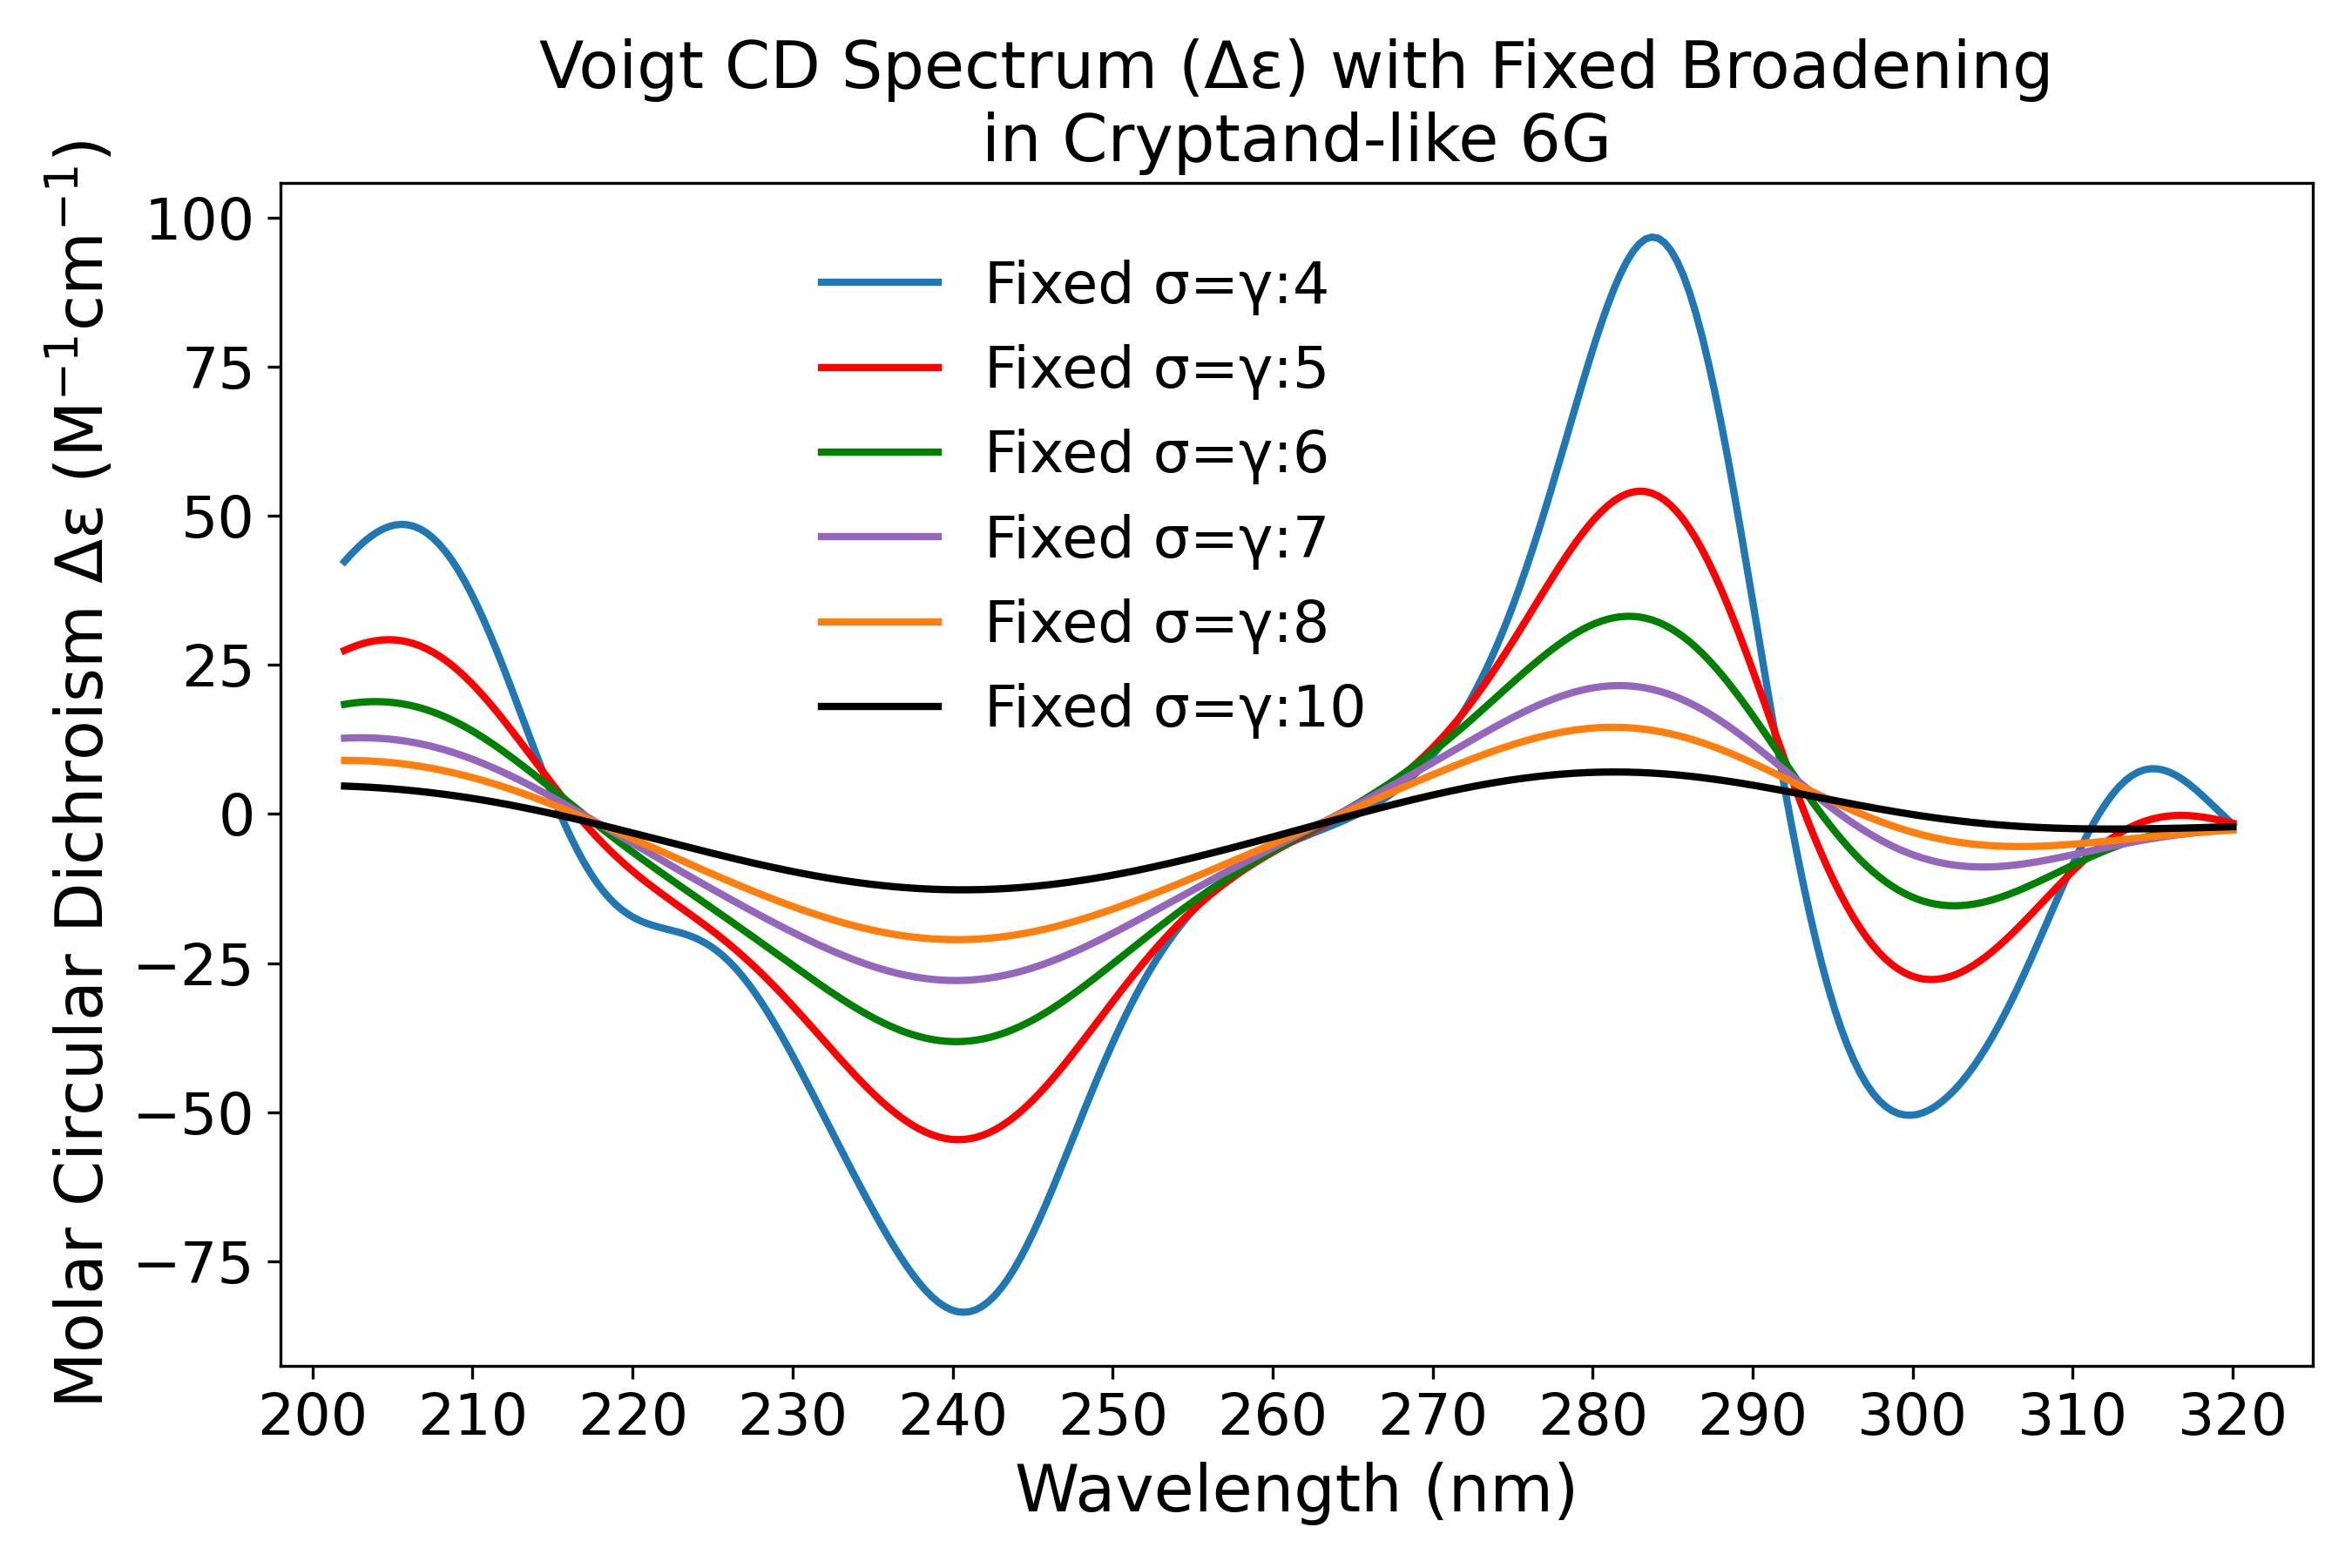 Voigt CD Spectrum (Δε) with Fixed Broadening
in Cryptand-like 6G
Molar Circular Dichroism Δε (M⁻¹cm⁻¹)
100
75
50
25
0
−25
−50
−75
Fixed σ=γ:4
Fixed σ=γ:5
Fixed σ=γ:6
Fixed σ=γ:7
Fixed σ=γ:8
Fixed σ=γ:10
200 210 220 230 240 250 260 270 280 290 300 310 320
Wavelength (nm)